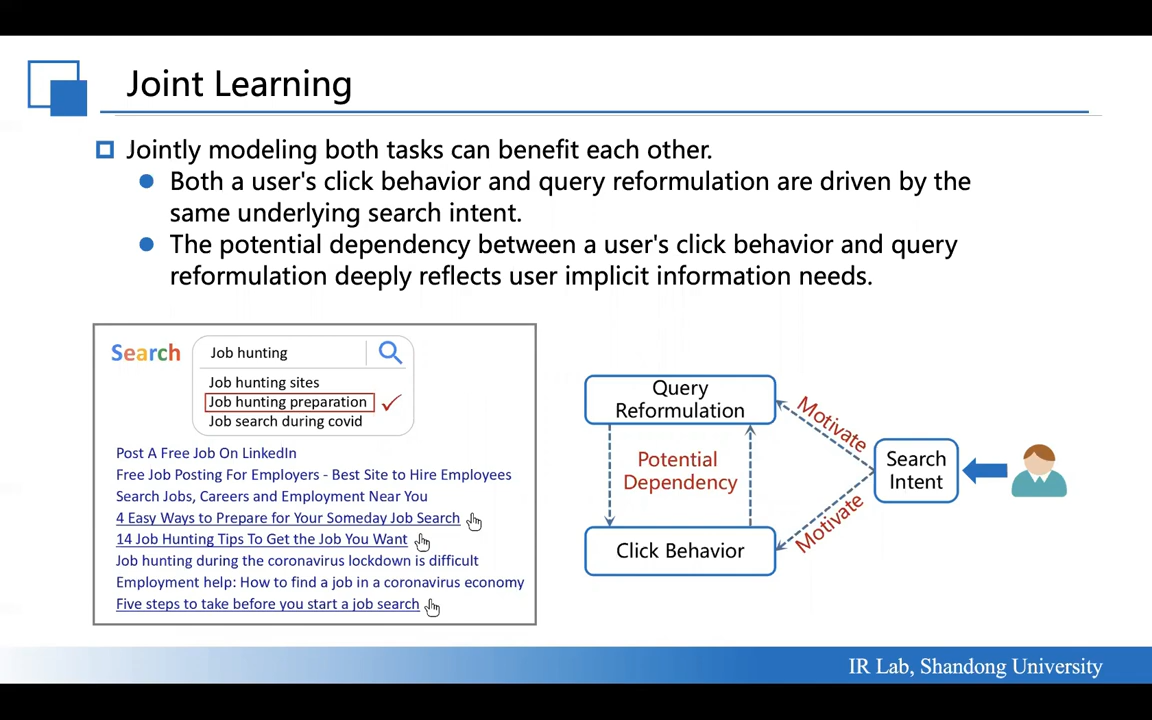 Joint Learning
Jointly modeling both tasks can benefit each other.
Both a user's click behavior and query reformulation are driven by the
same underlying search intent.
The potential dependency between a user's click behavior and query
reformulation deeply reflects user implicit information needs.
Search
Job hunting
Job hunting sites
Job hunting preparation
Job search during covid
Post A Free Job On LinkedIn
Free Job Posting For Employers - Best Site to Hire Employees
Search Jobs, Careers and Employment Near You
4 Easy Ways to Prepare for Your Someday Job Search
14 Job Hunting Tips To Get the Job You Want
Job hunting during the coronavirus lockdown is difficult
Employment help: How to find a job in a coronavirus economy
Five steps to take before you start a job search
Query
Reformulation
Potential
Dependency
Click Behavior
Motivate
Motivate
Search
Intent
IR Lab, Shandong University